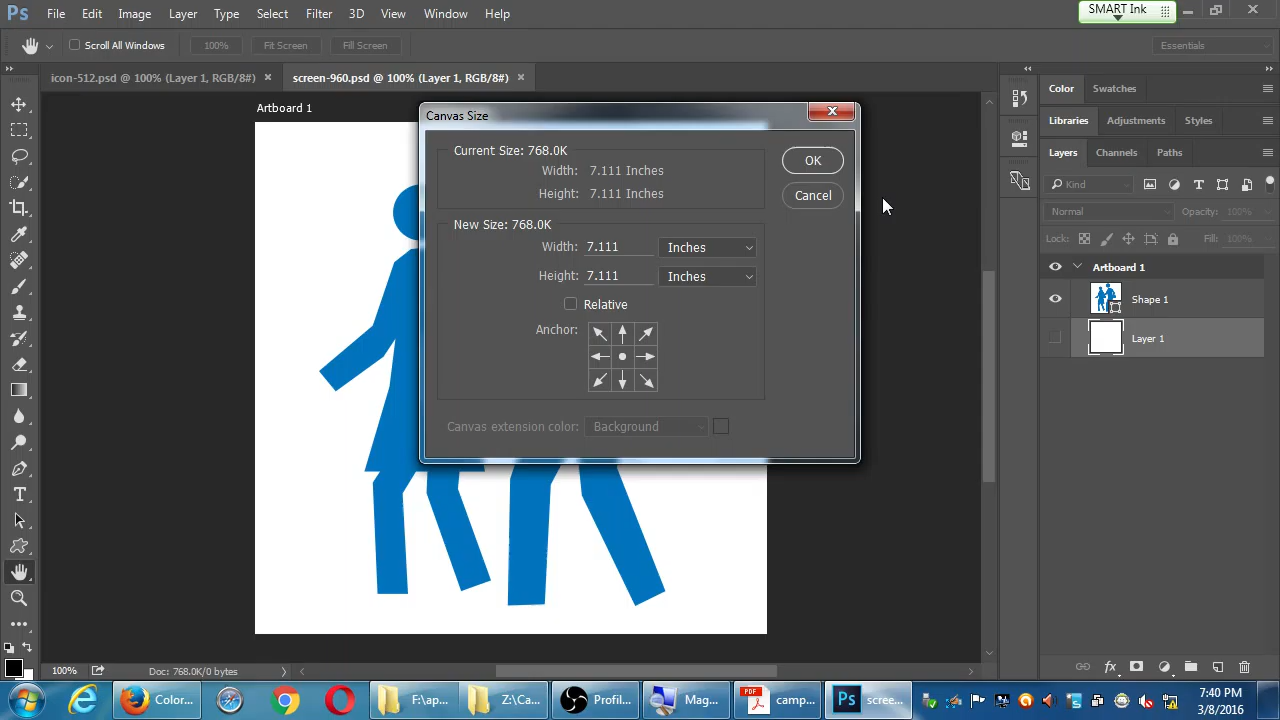 Ps File Edit Image Layer Type Select Filter 3D View Window Help
SMART Ink
Scroll All Windows 100% Fit Screen Fill Screen Essentials
icon-512.psd @ 100% (Layer 1, RGB/8#) × screen-960.psd @ 100% (Layer 1, RGB/8#) ×
Artboard 1
Canvas Size
Current Size: 768.0K
Width: 7.111 Inches
Height: 7.111 Inches
OK
Cancel
New Size: 768.0K
Width: 7.111 Inches
Height: 7.111 Inches
Relative
Anchor:
Canvas extension color: Background
Color Swatches
Libraries Adjustments Styles
Layers Channels Paths
Kind
Normal Opacity: 100%
Lock: Fill: 100%
Artboard 1
Shape 1
Layer 1
100% Doc: 768.0K/0 bytes
Color... F:\ap... Z:\Ca... Profil... Mag... PDF camp... Ps scree...
7:40 PM
3/8/2016